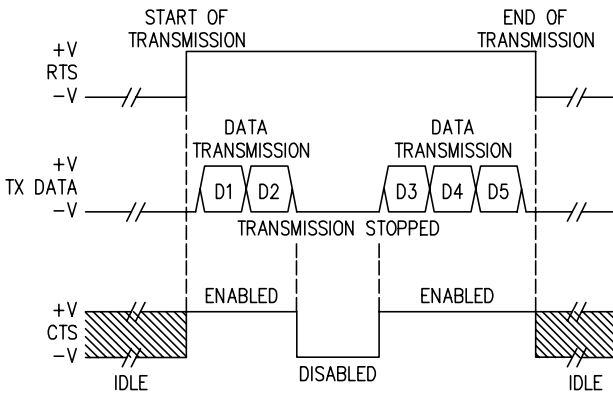 START OF
TRANSMISSION
END OF
TRANSMISSION
+V
RTS
−V
DATA
TRANSMISSION
DATA
TRANSMISSION
+V
TX DATA
−V
D1
D2
D3
D4
D5
TRANSMISSION STOPPED
ENABLED
ENABLED
+V
CTS
−V
IDLE
DISABLED
IDLE